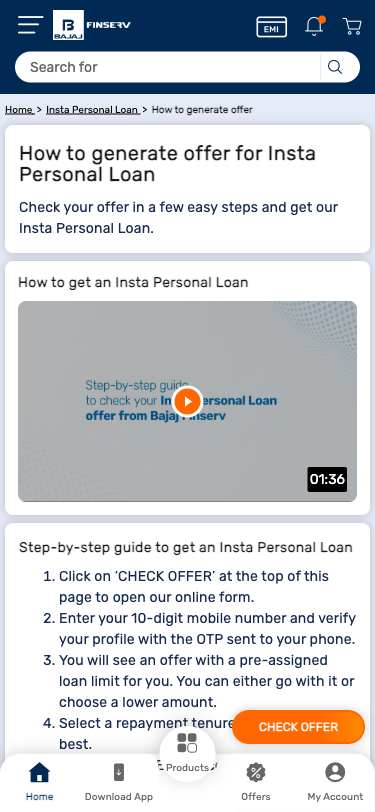 BAJAJ
FINSERV
EMI
Search for
Home > Insta Personal Loan > How to generate offer
How to generate offer for Insta
Personal Loan
Check your offer in a few easy steps and get our
Insta Personal Loan.
How to get an Insta Personal Loan
Step-by-step guide
to check your In personal Loan
offer from Bajaj Finserv
01:36
Step-by-step guide to get an Insta Personal Loan
1. Click on ‘CHECK OFFER’ at the top of this
page to open our online form.
2. Enter your 10-digit mobile number and verify
your profile with the OTP sent to your phone.
3. You will see an offer with a pre-assigned
loan limit for you. You can either go with it or
choose a lower amount.
4. Select a repayment tenure
best.
CHECK OFFER
Home
Download App
Products
Offers
My Account